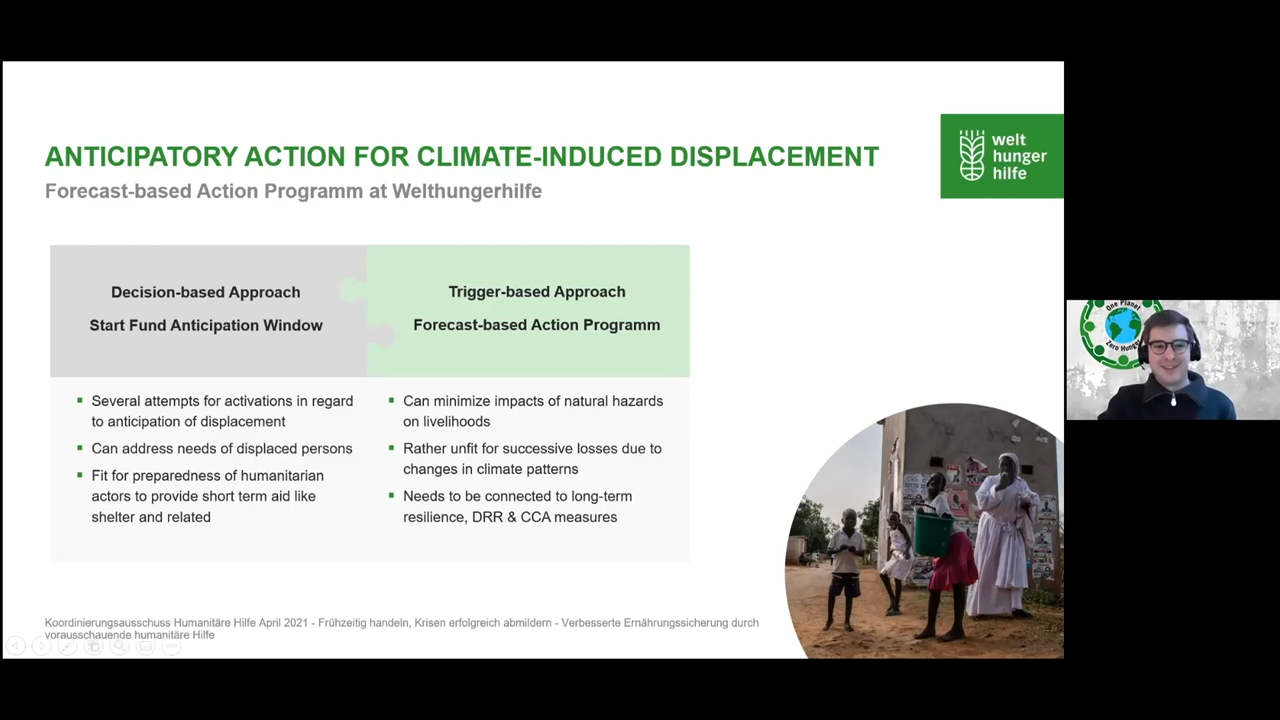 ANTICIPATORY ACTION FOR CLIMATE-INDUCED DISPLACEMENT
Forecast-based Action Programm at Welthungerhilfe
welt
hunger
hilfe
Decision-based Approach
Start Fund Anticipation Window
Several attempts for activations in regard
to anticipation of displacement
Can address needs of displaced persons
Fit for preparedness of humanitarian
actors to provide short term aid like
shelter and related
Trigger-based Approach
Forecast-based Action Programm
Can minimize impacts of natural hazards
on livelihoods
Rather unfit for successive losses due to
changes in climate patterns
Needs to be connected to long-term
resilience, DRR & CCA measures
Koordinierungsausschuss Humanitäre Hilfe April 2021 - Frühzeitig handeln, Krisen erfolgreich abmildern - Verbesserte Ernährungssicherung durch
vorausschauende humanitäre Hilfe
One Planet
Zero Hunger